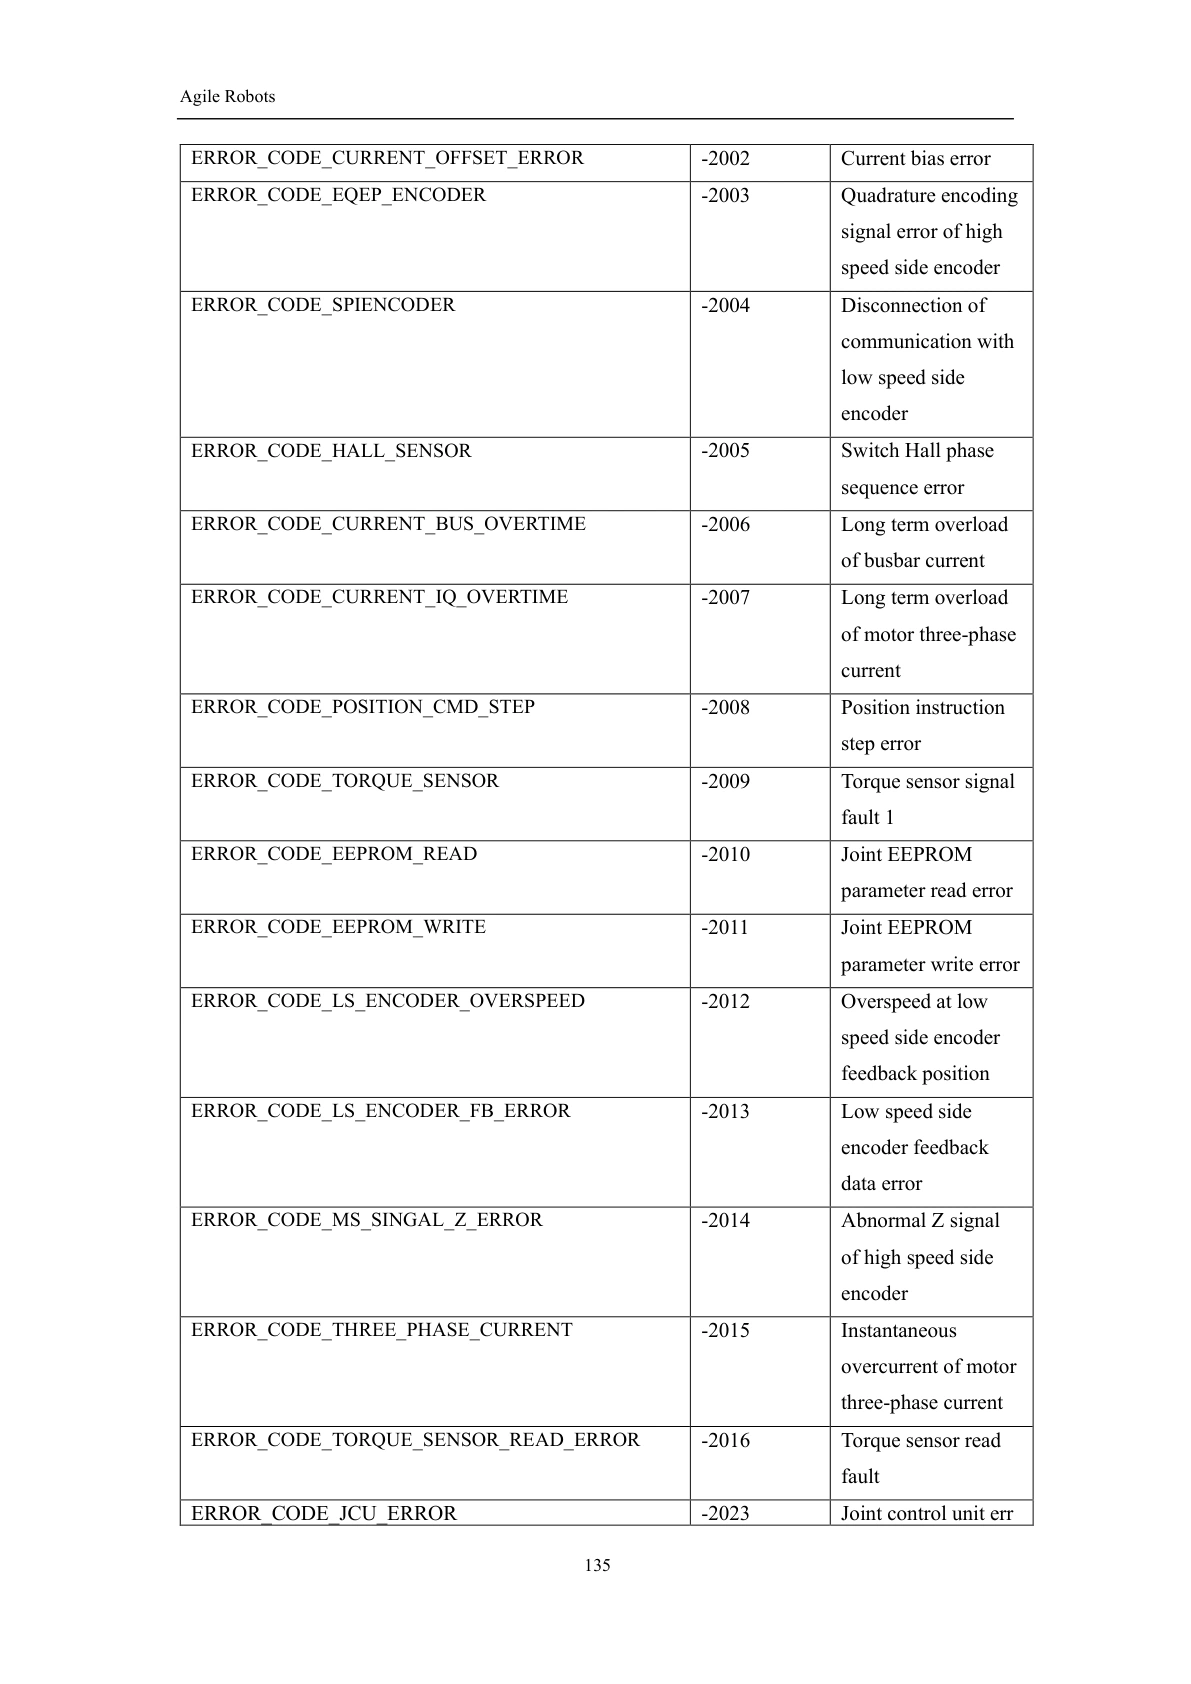 Agile Robots
ERROR_CODE_CURRENT_OFFSET_ERROR -2002 Current bias error
ERROR_CODE_EQEP_ENCODER -2003 Quadrature encoding
signal error of high
speed side encoder
ERROR_CODE_SPIENCODER -2004 Disconnection of
communication with
low speed side
encoder
ERROR_CODE_HALL_SENSOR -2005 Switch Hall phase
sequence error
ERROR_CODE_CURRENT_BUS_OVERTIME -2006 Long term overload
of busbar current
ERROR_CODE_CURRENT_IQ_OVERTIME -2007 Long term overload
of motor three-phase
current
ERROR_CODE_POSITION_CMD_STEP -2008 Position instruction
step error
ERROR_CODE_TORQUE_SENSOR -2009 Torque sensor signal
fault 1
ERROR_CODE_EEPROM_READ -2010 Joint EEPROM
parameter read error
ERROR_CODE_EEPROM_WRITE -2011 Joint EEPROM
parameter write error
ERROR_CODE_LS_ENCODER_OVERSPEED -2012 Overspeed at low
speed side encoder
feedback position
ERROR_CODE_LS_ENCODER_FB_ERROR -2013 Low speed side
encoder feedback
data error
ERROR_CODE_MS_SINGAL_Z_ERROR -2014 Abnormal Z signal
of high speed side
encoder
ERROR_CODE_THREE_PHASE_CURRENT -2015 Instantaneous
overcurrent of motor
three-phase current
ERROR_CODE_TORQUE_SENSOR_READ_ERROR -2016 Torque sensor read
fault
ERROR_CODE_JCU_ERROR -2023 Joint control unit err
135